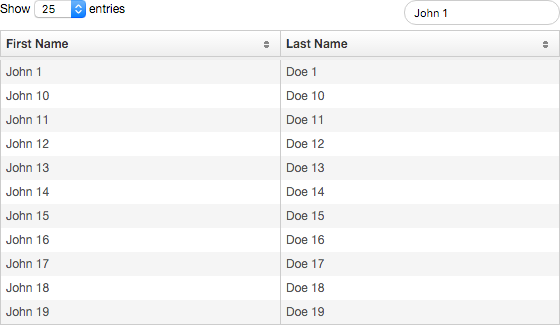 Show 25 entries John 1
First Name Last Name
John 1 Doe 1
John 10 Doe 10
John 11 Doe 11
John 12 Doe 12
John 13 Doe 13
John 14 Doe 14
John 15 Doe 15
John 16 Doe 16
John 17 Doe 17
John 18 Doe 18
John 19 Doe 19